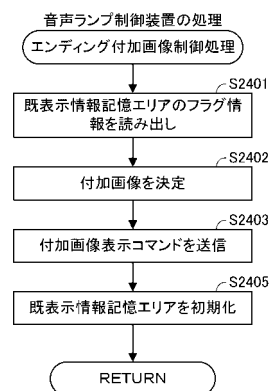 音声ランプ制御装置の処理
エンディング付加画像制御処理
S2401
既表示情報記憶エリアのフラグ情
報を読み出し
S2402
付加画像を決定
S2403
付加画像表示コマンドを送信
S2405
既表示情報記憶エリアを初期化
RETURN